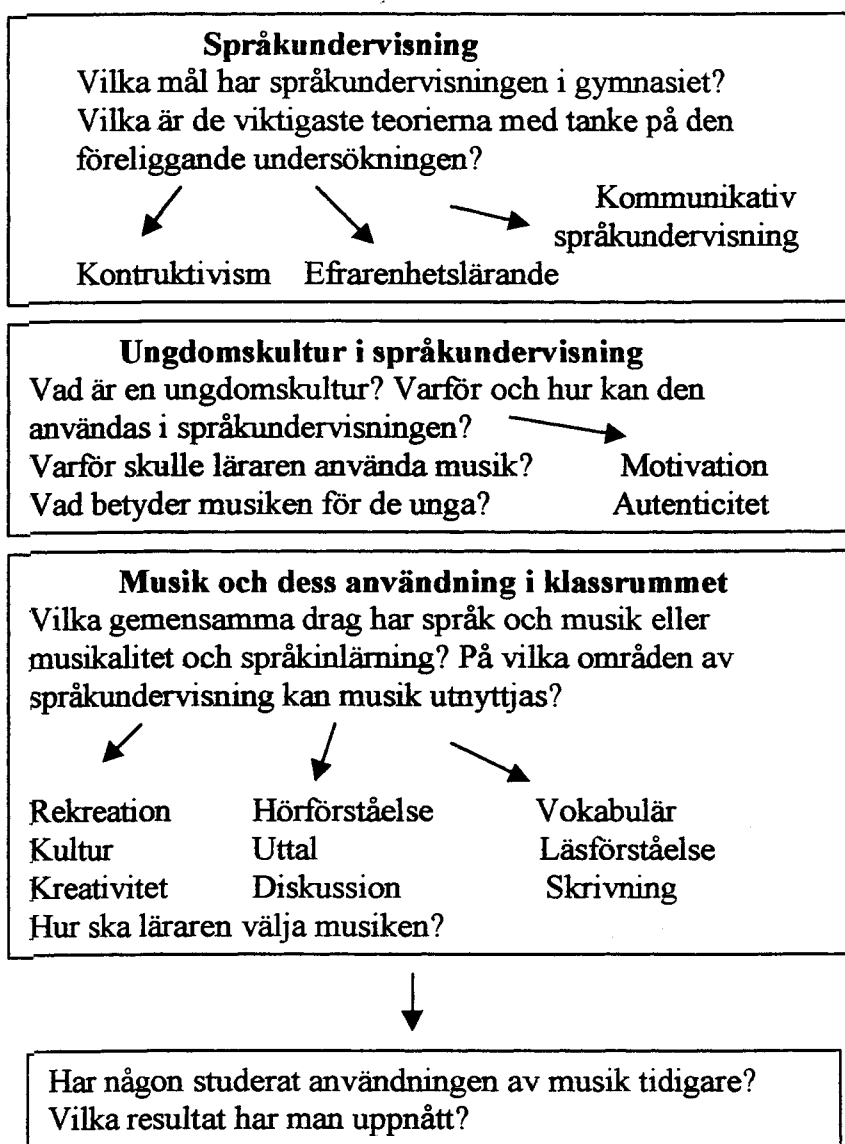 Språkundervisning
Vilka mål har språkundervisningen i gymnasiet?
Vilka är de viktigaste teorierna med tanke på den
föreliggande undersökningen?
Kommunikativ
språkundervisning
Kontruktivism Efrarenhetslärande
Ungdomskultur i språkundervisning
Vad är en ungdomskultur? Varför och hur kan den
användas i språkundervisningen?
Varför skulle läraren använda musik? Motivation
Vad betyder musiken för de unga? Autenticitet
Musik och dess användning i klassrummet
Vilka gemensamma drag har språk och musik eller
musikalitet och språkinlärning? På vilka områden av
språkundervisning kan musik utnyttjas?
Rekreation Hörförståelse Vokabulär
Kultur Uttal Läsförståelse
Kreativitet Diskussion Skrivning
Hur ska läraren välja musiken?
Har någon studerat användningen av musik tidigare?
Vilka resultat har man uppnått?